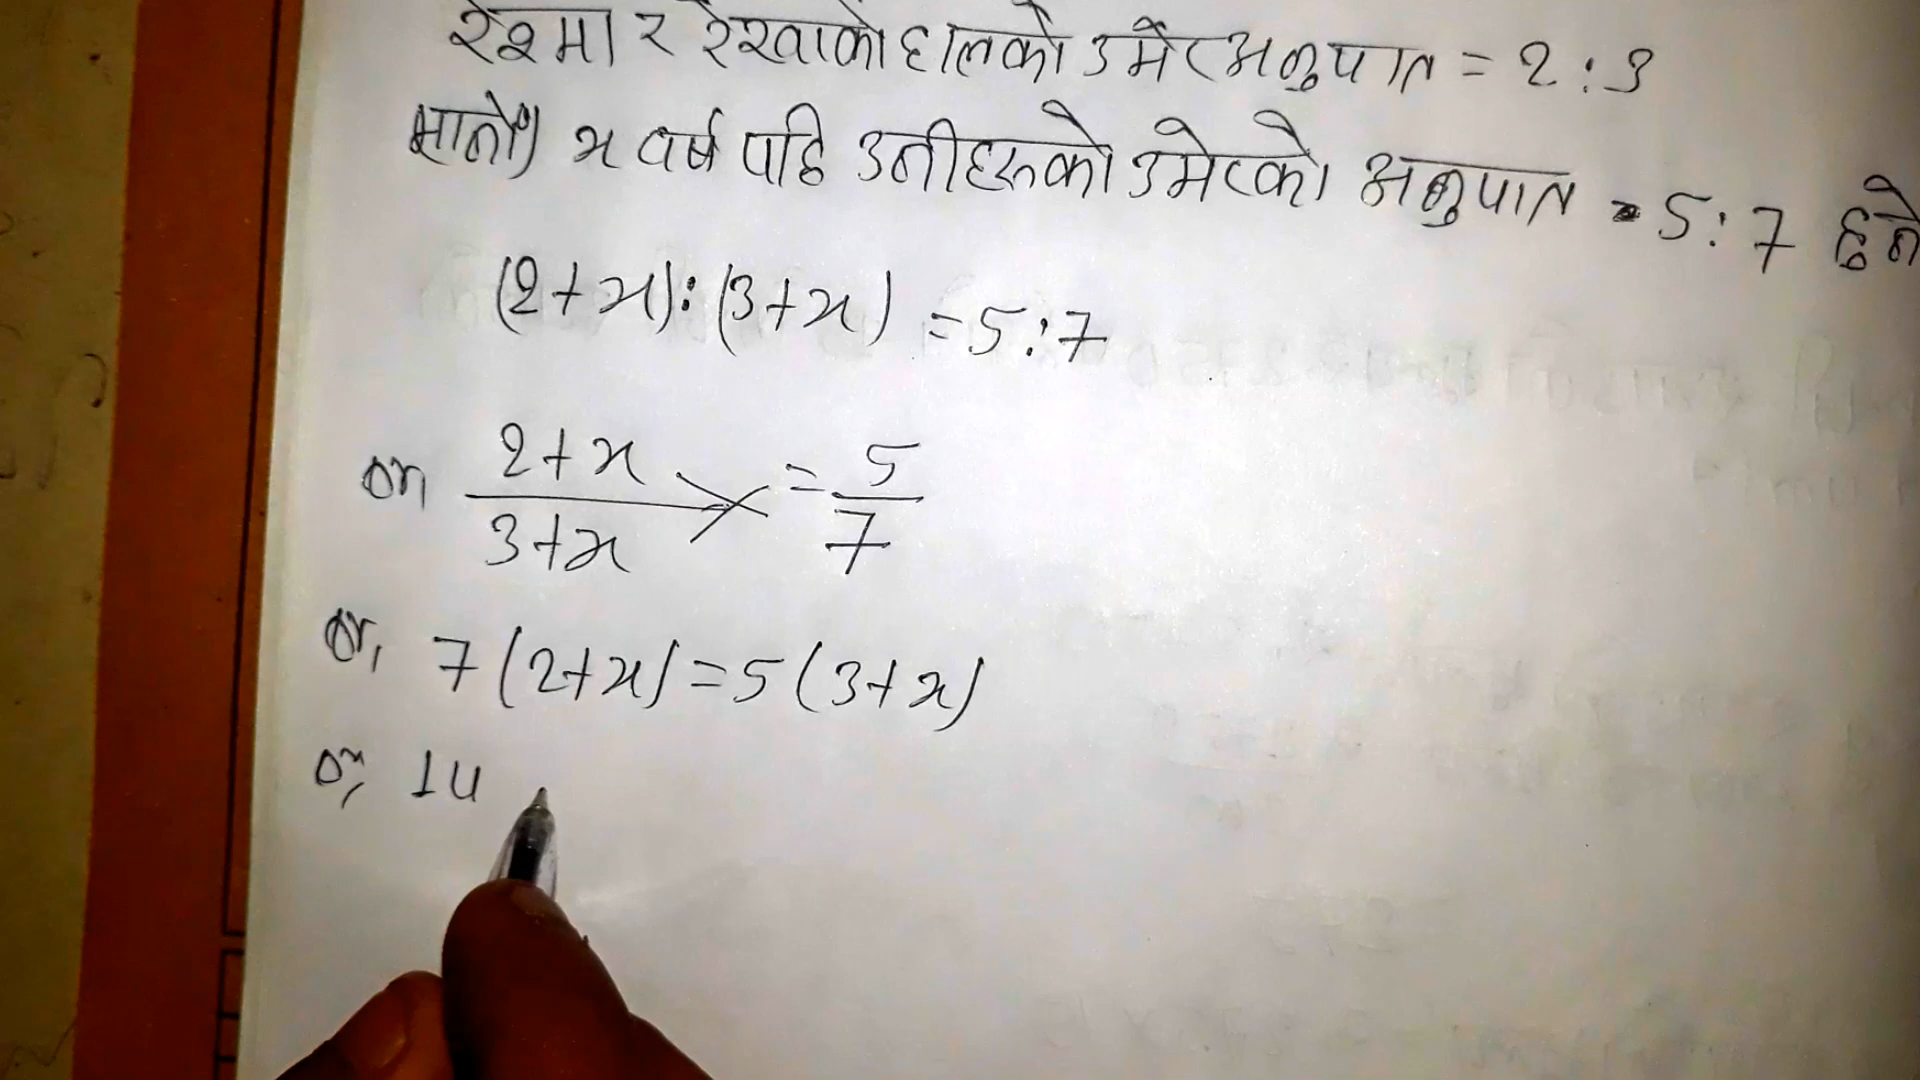 रेश्मा र रेखाको हालको उमेर अनुपात = 2 : 3
मानौं x वर्ष पछि उनीहरूको उमेरको अनुपात = 5 : 7 हुने
(2+x) : (3+x) = 5 : 7
or, 2+x / 3+x = 5 / 7
or, 7(2+x) = 5(3+x)
or, 14